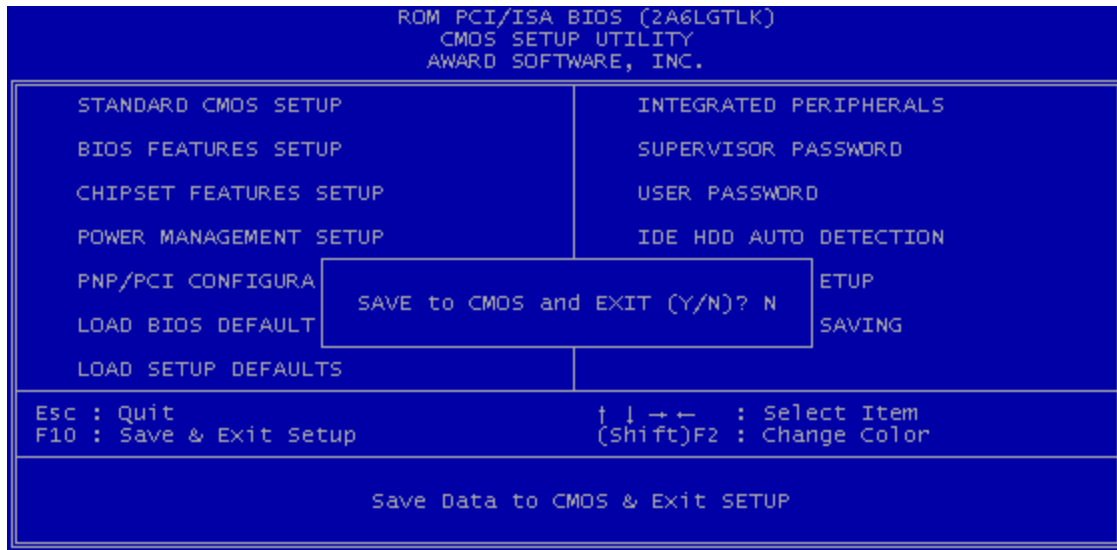 ROM PCI/ISA BIOS (2A6LGTLK)
CMOS SETUP UTILITY
AWARD SOFTWARE, INC.
STANDARD CMOS SETUP
BIOS FEATURES SETUP
CHIPSET FEATURES SETUP
POWER MANAGEMENT SETUP
PNP/PCI CONFIGURA
LOAD BIOS DEFAULT
LOAD SETUP DEFAULTS
INTEGRATED PERIPHERALS
SUPERVISOR PASSWORD
USER PASSWORD
IDE HDD AUTO DETECTION
ETUP
SAVING
SAVE to CMOS and EXIT (Y/N)? N
Esc : Quit
F10 : Save & Exit Setup
↑ ↓ → ← : Select Item
(Shift)F2 : Change Color
Save Data to CMOS & Exit SETUP